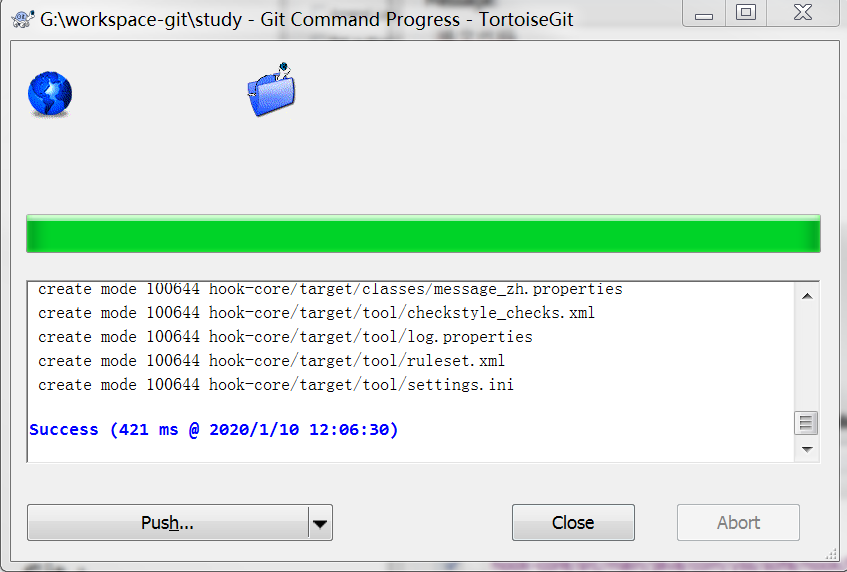 G:\workspace-git\study - Git Command Progress - TortoiseGit
create mode 100644 hook-core/target/classes/message_zh.properties
create mode 100644 hook-core/target/tool/checkstyle_checks.xml
create mode 100644 hook-core/target/tool/log.properties
create mode 100644 hook-core/target/tool/ruleset.xml
create mode 100644 hook-core/target/tool/settings.ini
Success (421 ms @ 2020/1/10 12:06:30)
Push...
Close
Abort